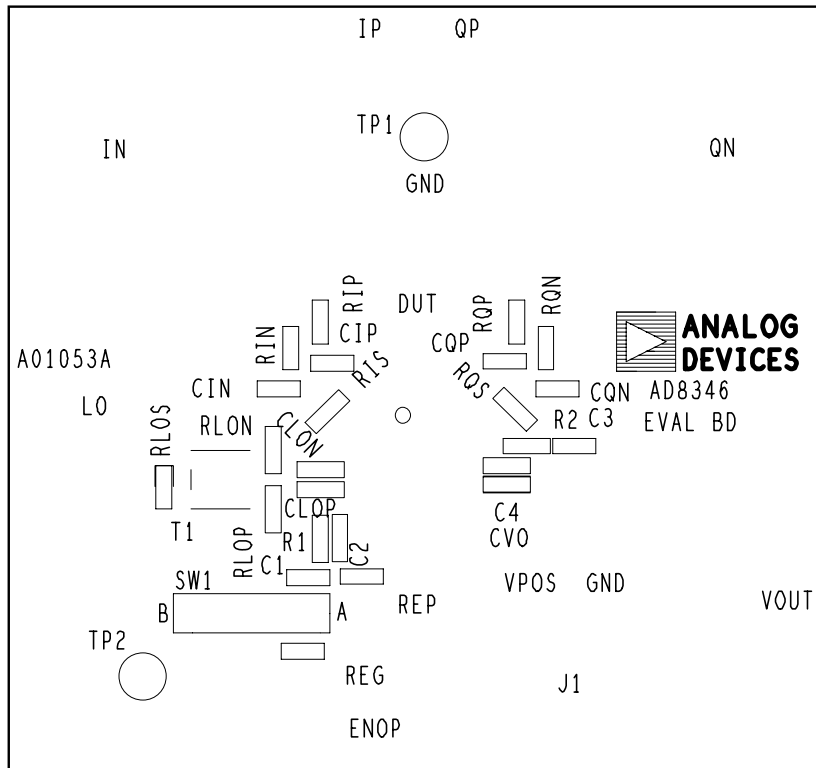 IP QP
TP1
IN QN
GND
RIP DUT RQP RQN
RIN CIP CQP
ANALOG
DEVICES
A01053A
RIS RQS
CIN CQN AD8346
LO RLOS RLON CLON R2 C3 EVAL BD
CLOP C4
T1 RLOP R1 C2 CVO
C1
SW1 VPOS GND
B A REP VOUT
TP2
REG J1
ENOP